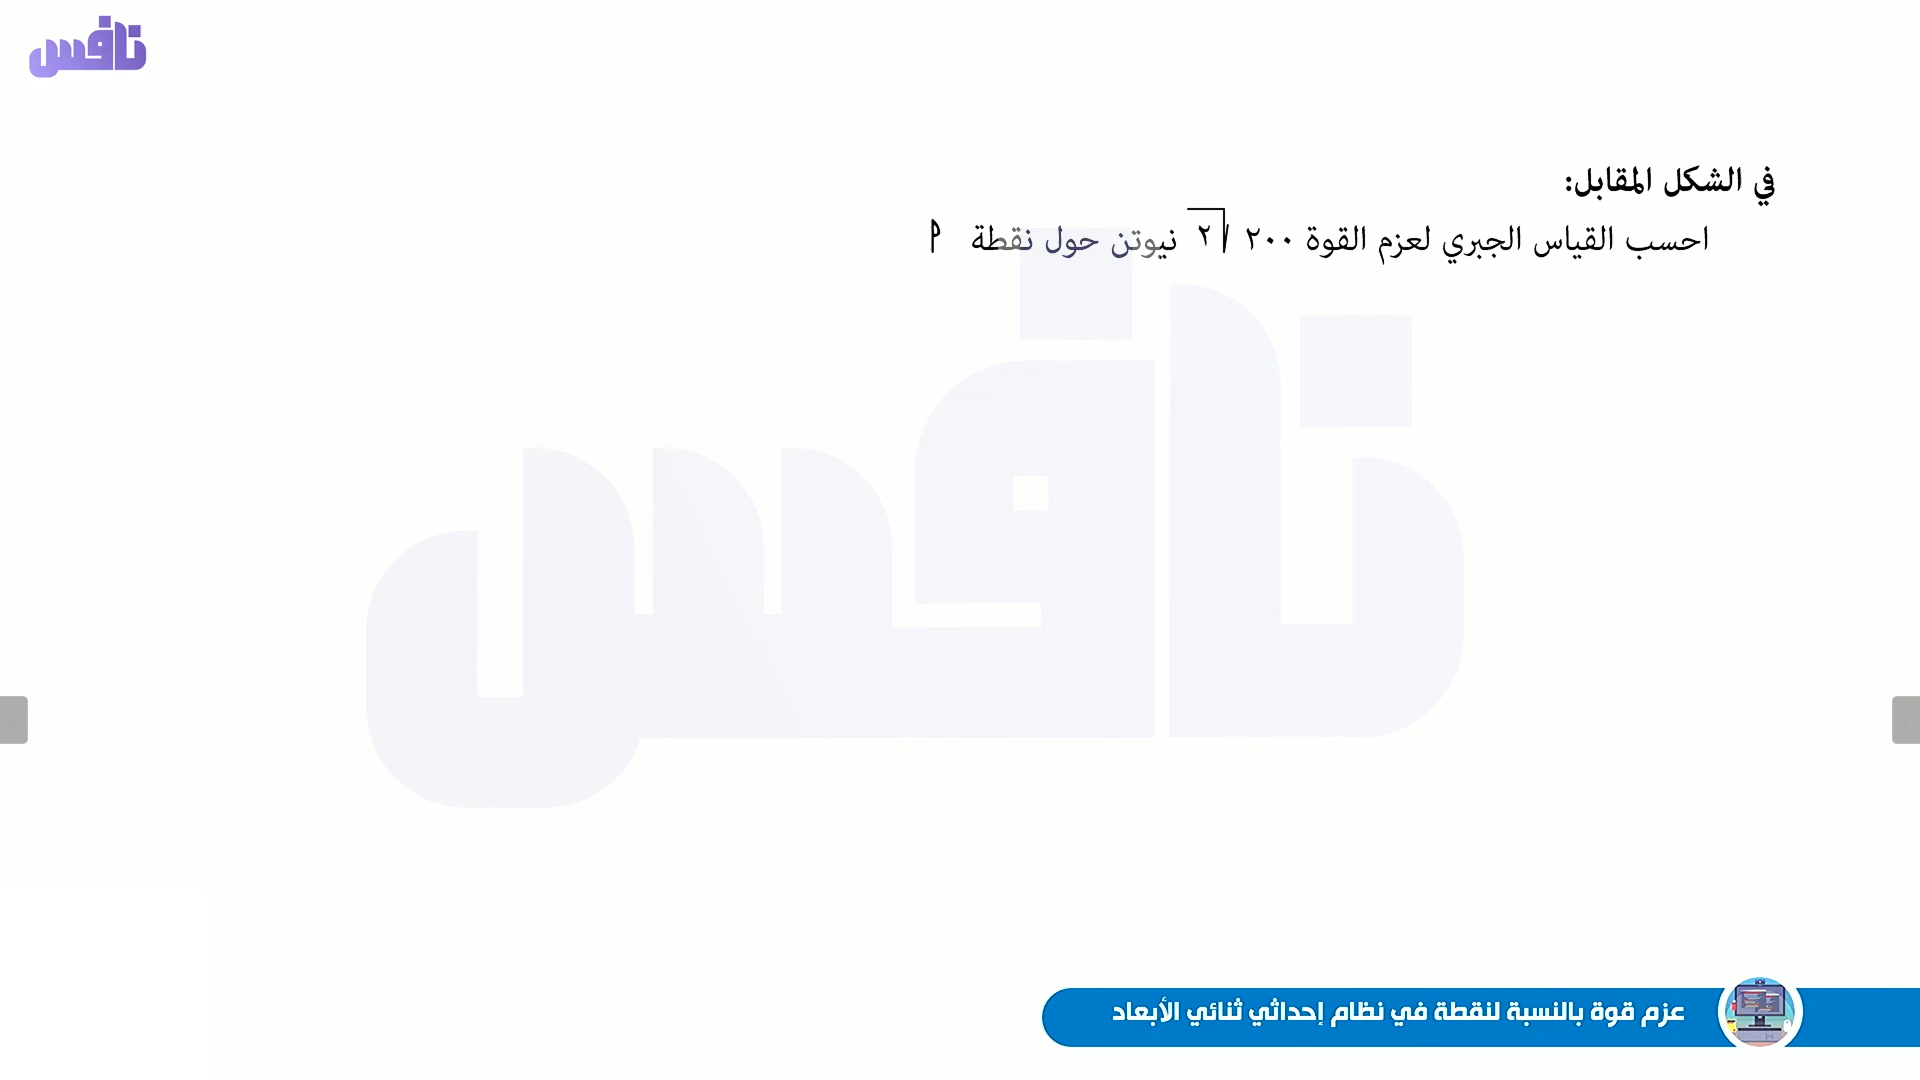 نافس
في الشكل المقابل:
احسب القياس الجبري لعزم القوة ٢٠٠ √٢ نيوتن حول نقطة ﴿م﴾
عزم قوة بالنسبة لنقطة في نظام إحداثي ثنائي الأبعاد